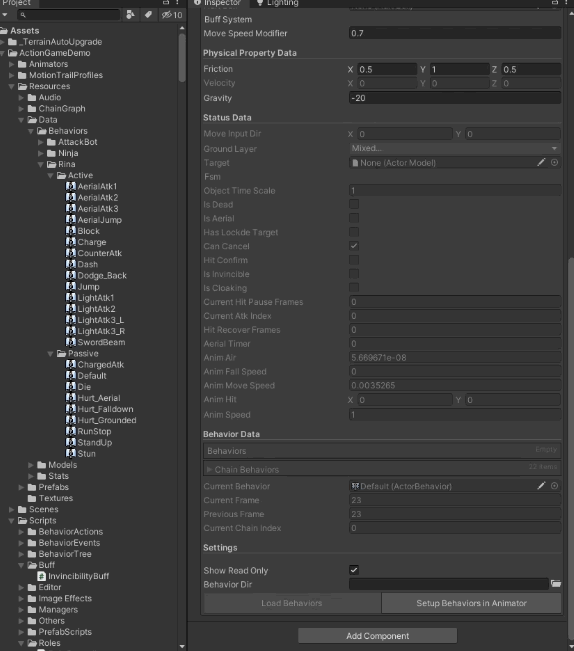 Project
Inspector
Lighting
10
Assets
_TerrainAutoUpgrade
ActionGameDemo
Animators
MotionTrailProfiles
Resources
Audio
ChainGraph
Data
Behaviors
AttackBot
Ninja
Rina
Active
AerialAtk1
AerialAtk2
AerialAtk3
AerialJump
Block
Charge
CounterAtk
Dash
Dodge_Back
Jump
LightAtk1
LightAtk2
LightAtk3_L
LightAtk3_R
SwordBeam
Passive
ChargedAtk
Default
Die
Hurt_Aerial
Hurt_Falldown
Hurt_Grounded
RunStop
StandUp
Stun
Models
Stats
Prefabs
Textures
Scenes
Scripts
BehaviorActions
BehaviorEvents
BehaviorTree
Buff
InvincibilityBuff
Editor
Image Effects
Managers
Others
PrefabScripts
Roles
Buff System
Move Speed Modifier 0.7
Physical Property Data
Friction X 0.5 Y 1 Z 0.5
Velocity X 0 Y 0 Z 0
Gravity -20
Status Data
Move Input Dir X 0 Y 0
Ground Layer Mixed...
Target None (Actor Model)
Fsm
Object Time Scale 1
Is Dead
Is Aerial
Has Lockde Target
Can Cancel
Hit Confirm
Is Invincible
Is Cloaking
Current Hit Pause Frames 0
Current Atk Index 0
Hit Recover Frames 0
Aerial Timer 0
Anim Air 5.669671e-08
Anim Fall Speed 0
Anim Move Speed 0.0035265
Anim Hit X 0 Y 0
Anim Speed 1
Behavior Data
Behaviors Empty
Chain Behaviors 22 items
Current Behavior Default (ActorBehavior)
Current Frame 23
Previous Frame 23
Current Chain Index 0
Settings
Show Read Only
Behavior Dir
Load Behaviors Setup Behaviors in Animator
Add Component